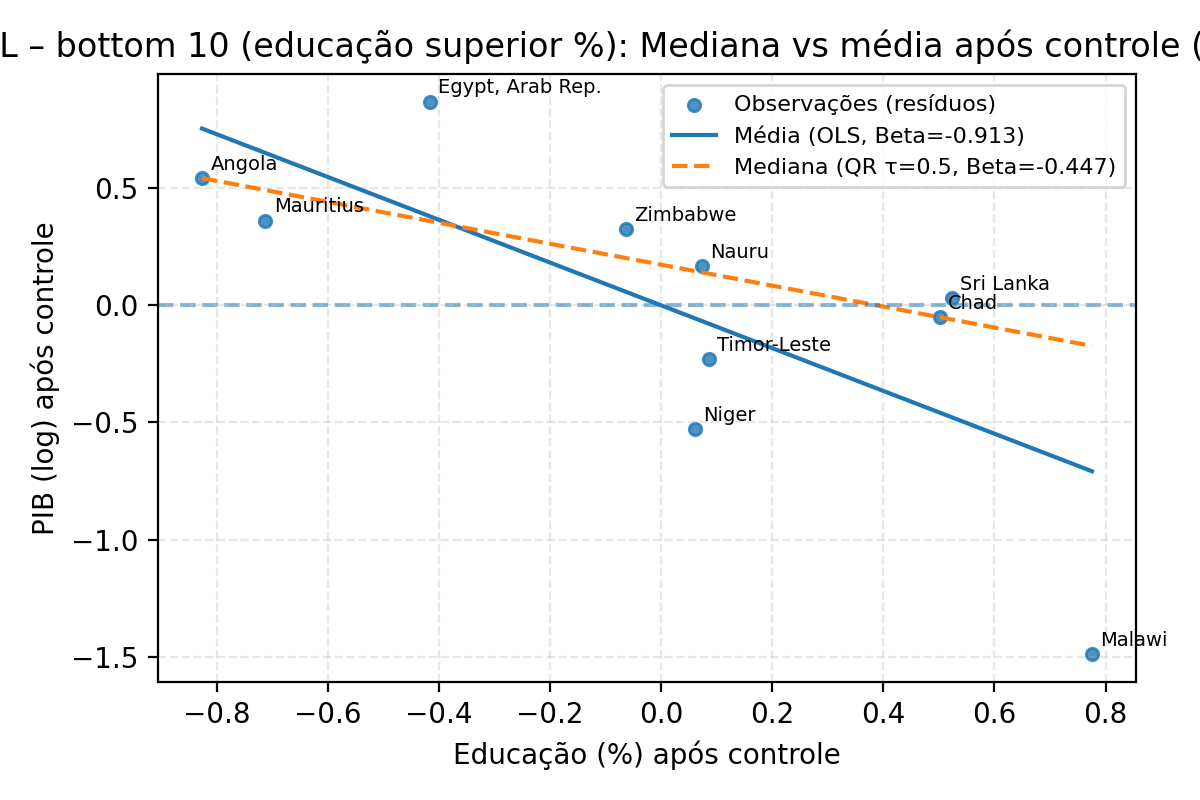 L – bottom 10 (educação superior %): Mediana vs média após controle (
Egypt, Arab Rep.
Observações (resíduos)
Média (OLS, Beta=-0.913)
Mediana (QR τ=0.5, Beta=-0.447)
Angola
Mauritius
Zimbabwe
Nauru
Sri Lanka
Chad
Timor-Leste
Niger
Malawi
0.5
0.0
−0.5
−1.0
−1.5
PIB (log) após controle
−0.8 −0.6 −0.4 −0.2 0.0 0.2 0.4 0.6 0.8
Educação (%) após controle